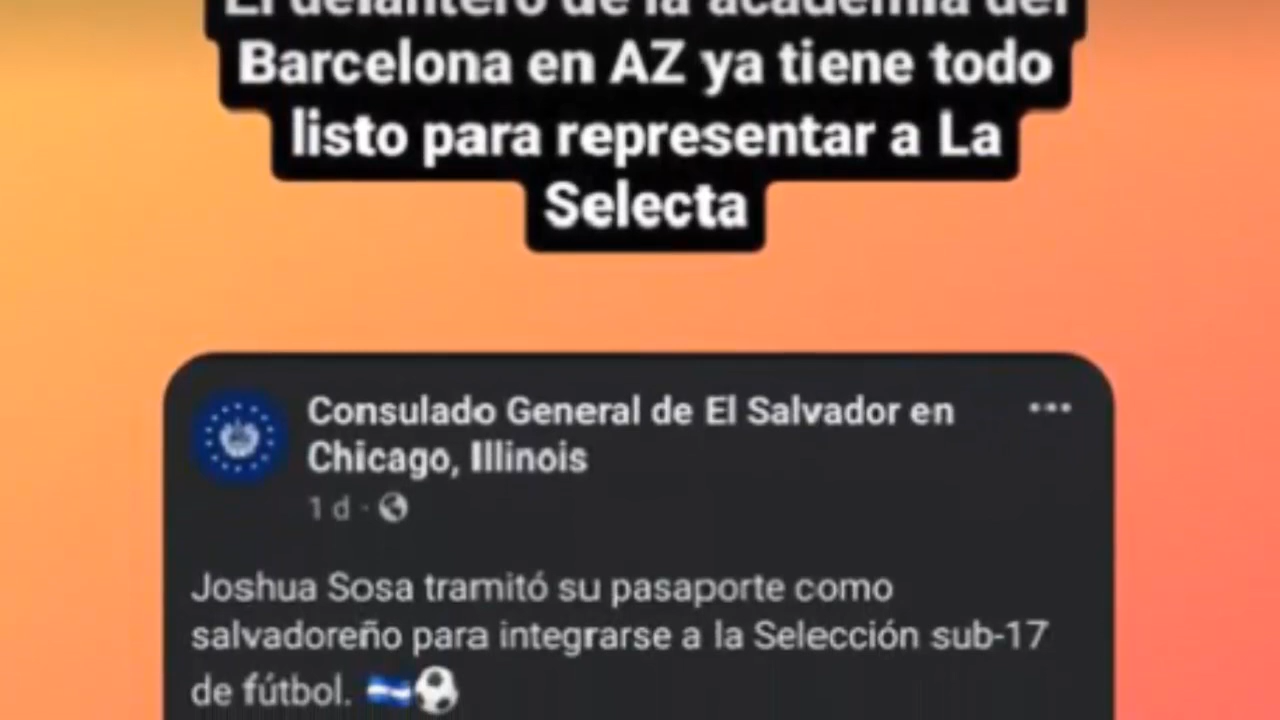 El delantero de la academia del
Barcelona en AZ ya tiene todo
listo para representar a La
Selecta
Consulado General de El Salvador en
Chicago, Illinois
1 d ·
Joshua Sosa tramitó su pasaporte como
salvadoreño para integrarse a la Selección sub-17
de fútbol. 🇸🇻⚽